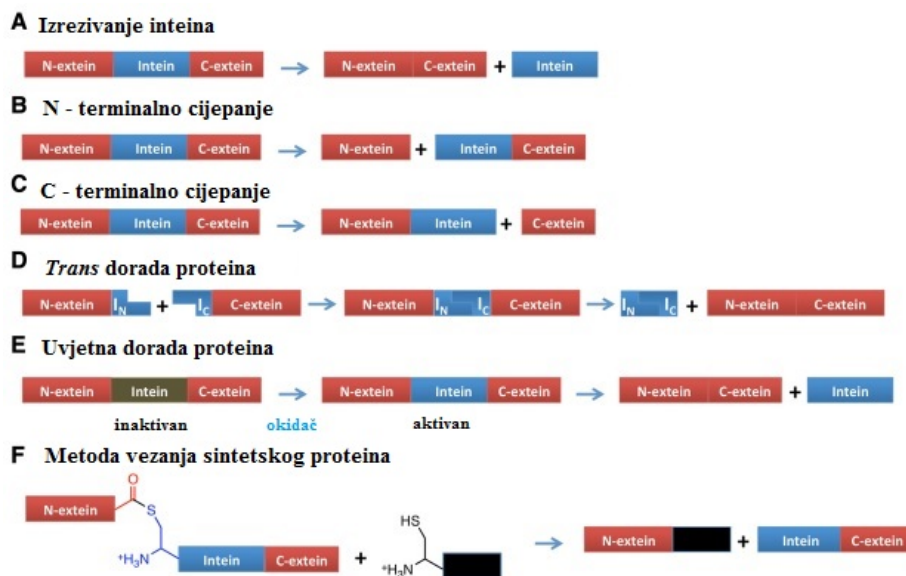 A Izrezivanje inteina
N-extein Intein C-extein → N-extein C-extein + Intein
B N - terminalno cijepanje
N-extein Intein C-extein → N-extein + Intein C-extein
C C - terminalno cijepanje
N-extein Intein C-extein → N-extein Intein + C-extein
D Trans dorada proteina
N-extein IN + IC C-extein → N-extein IN IC C-extein → IN IC + N-extein C-extein
E Uvjetna dorada proteina
N-extein Intein C-extein → N-extein Intein C-extein → N-extein C-extein + Intein
inaktivan okidač aktivan
F Metoda vezanja sintetskog proteina
O
N-extein S HS → N-extein + Intein C-extein
⁺H₃N Intein C-extein + ⁺H₃N